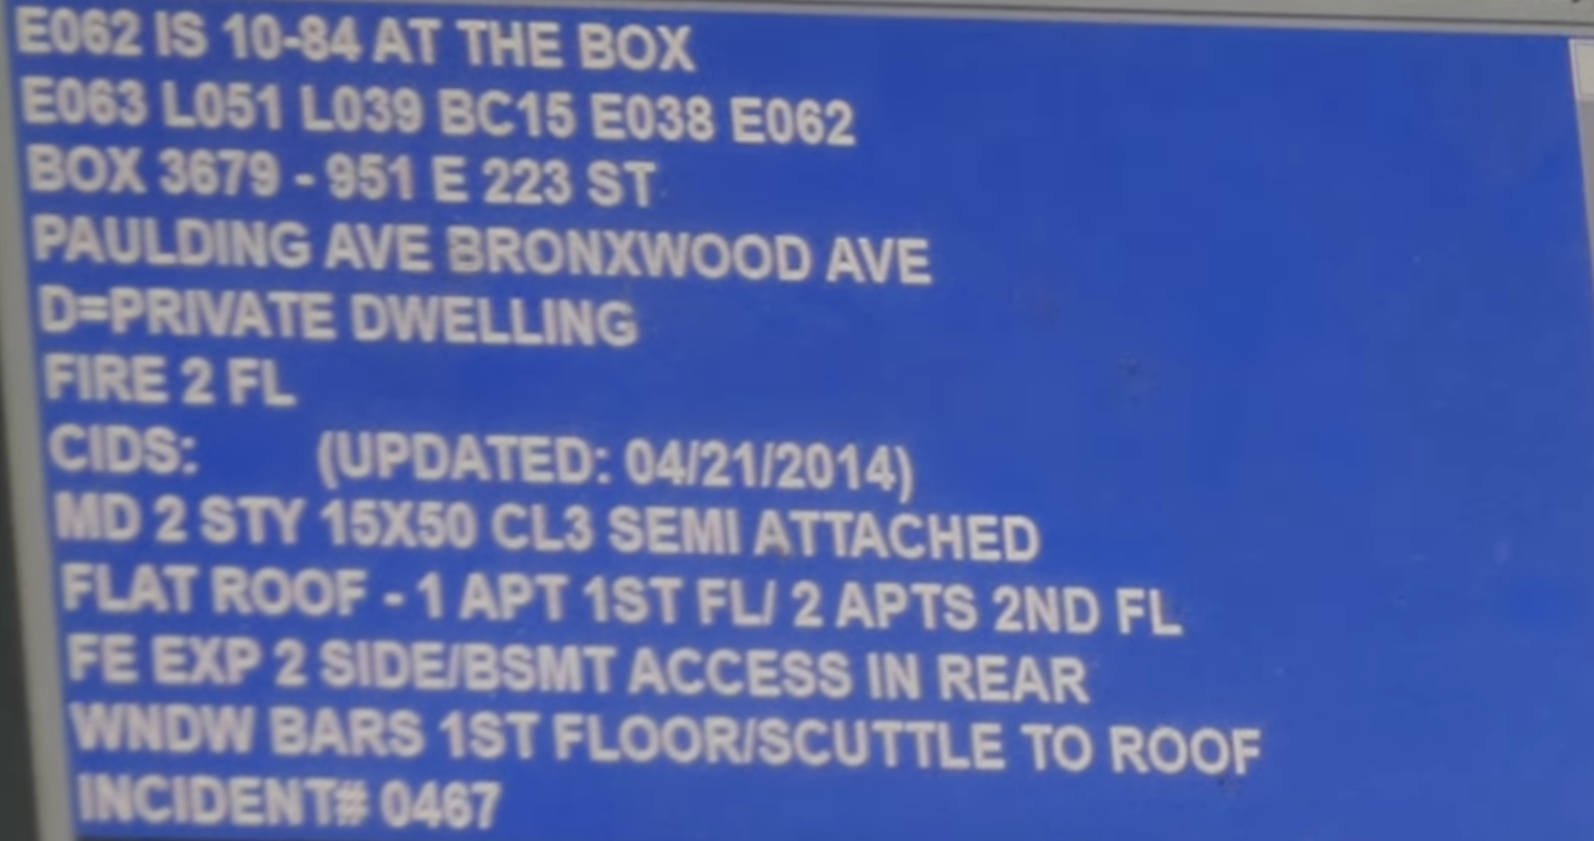 E062 IS 10-84 AT THE BOX
E063 L051 L039 BC15 E038 E062
BOX 3679 - 951 E 223 ST
PAULDING AVE BRONXWOOD AVE
D=PRIVATE DWELLING
FIRE 2 FL
CIDS: (UPDATED: 04/21/2014)
MD 2 STY 15X50 CL3 SEMI ATTACHED
FLAT ROOF - 1 APT 1ST FL/ 2 APTS 2ND FL
FE EXP 2 SIDE/BSMT ACCESS IN REAR
WNDW BARS 1ST FLOOR/SCUTTLE TO ROOF
INCIDENT# 0467